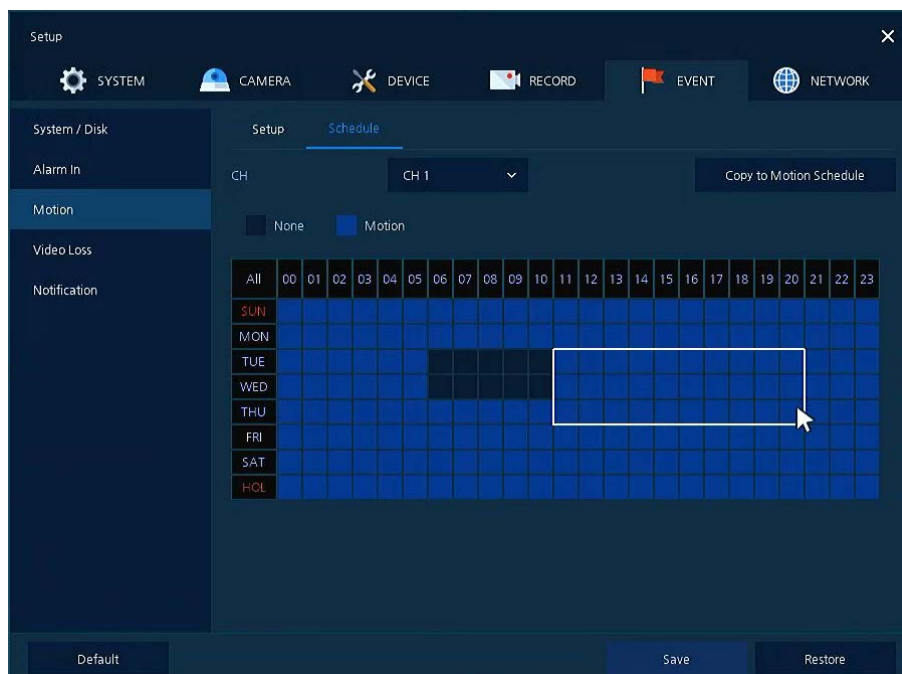 Setup
SYSTEM CAMERA DEVICE RECORD EVENT NETWORK
System / Disk
Alarm In
Motion
Video Loss
Notification
Setup Schedule
CH CH 1 Copy to Motion Schedule
None Motion
All 00 01 02 03 04 05 06 07 08 09 10 11 12 13 14 15 16 17 18 19 20 21 22 23
SUN
MON
TUE
WED
THU
FRI
SAT
HOL
Default Save Restore